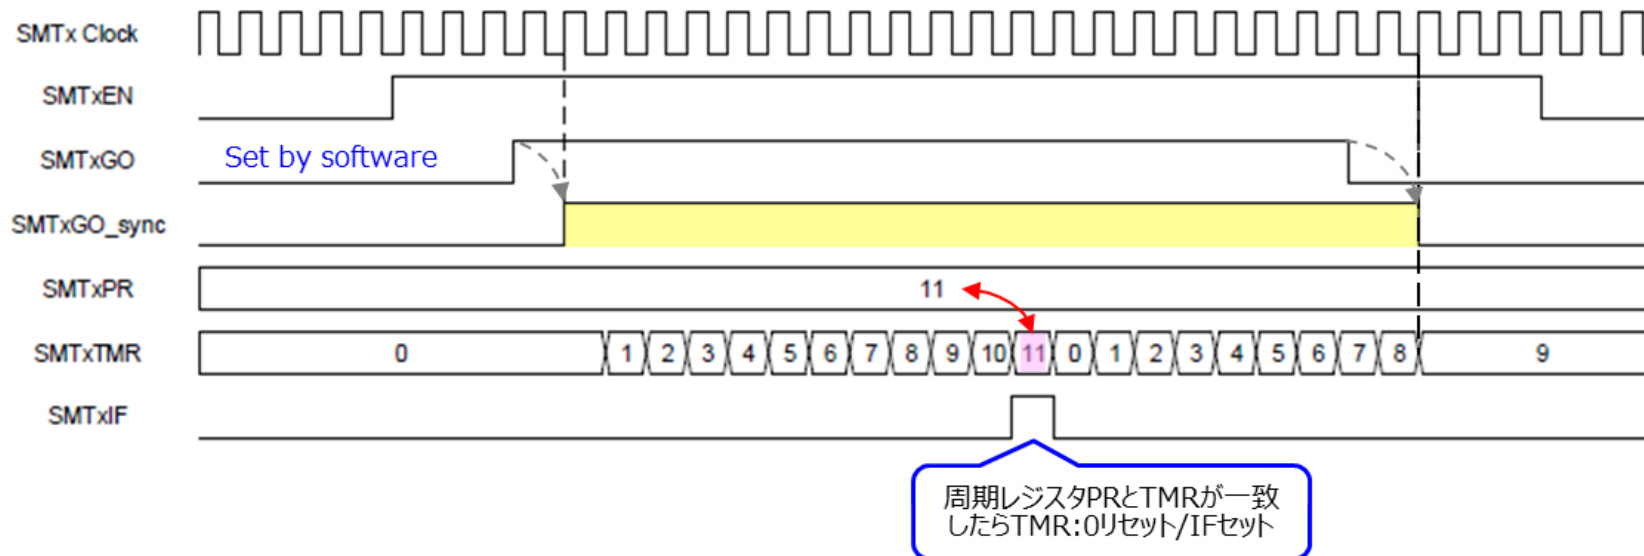 SMTx Clock
SMTxEN
SMTxGO
Set by software
SMTxGO_sync
SMTxPR
11
SMTxTMR
0 1 2 3 4 5 6 7 8 9 10 11 0 1 2 3 4 5 6 7 8 9
SMTxIF
周期レジスタPRとTMRが一致
したらTMR:0リセット/IFセット